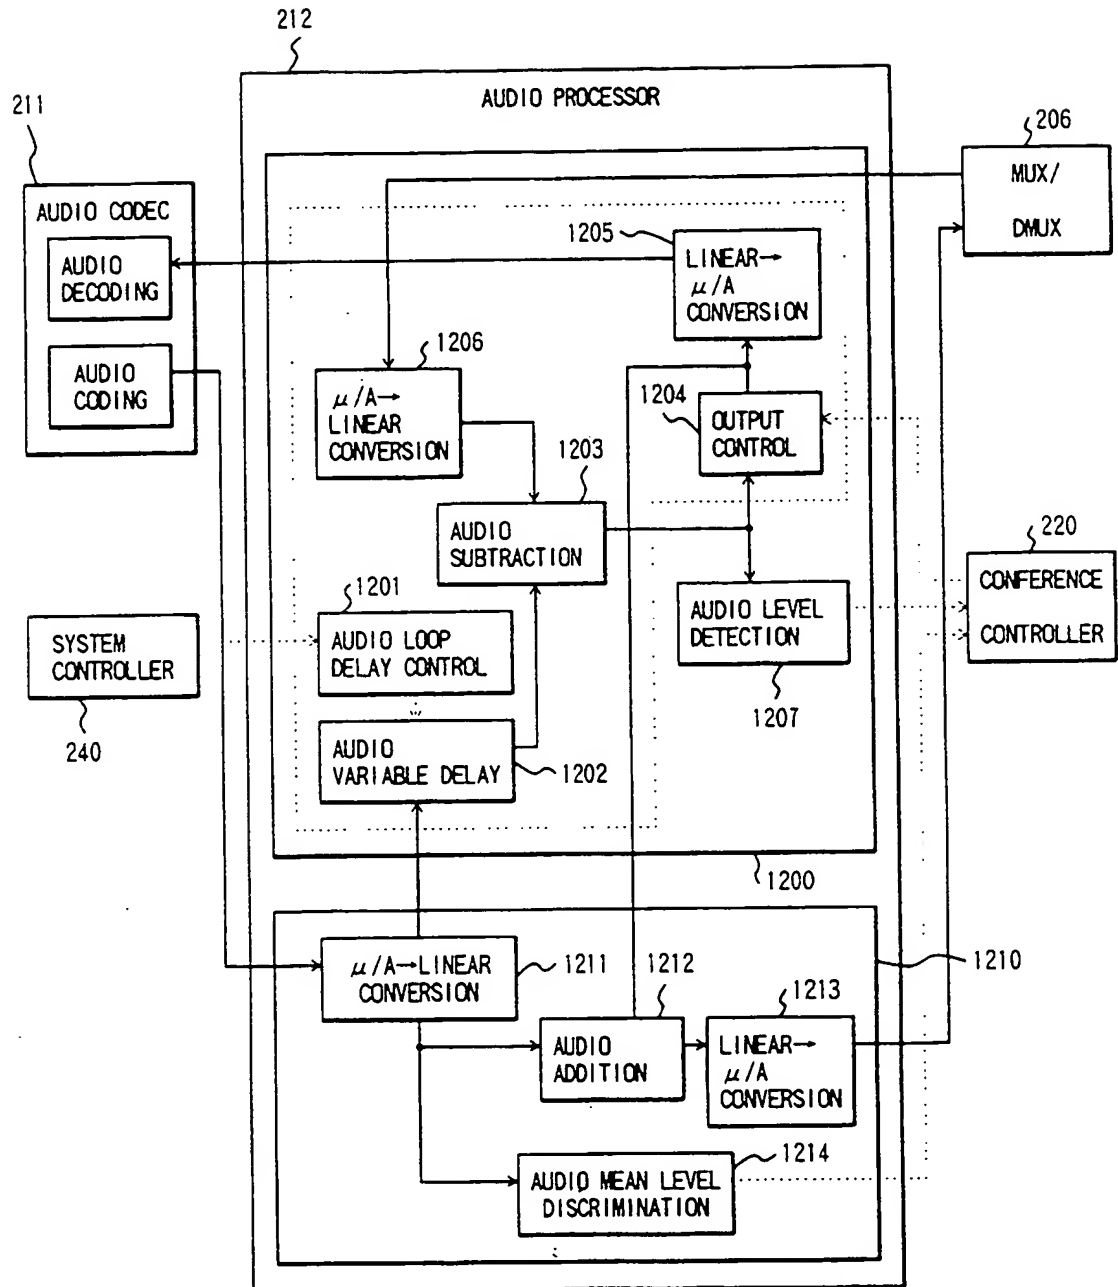 212
AUDIO PROCESSOR
211
206
MUX/
DMUX
AUDIO CODEC
AUDIO
DECODING
AUDIO
CODING
1205
LINEAR→
μ/A
CONVERSION
1206
μ/A→
LINEAR
CONVERSION
1204
OUTPUT
CONTROL
1203
AUDIO
SUBTRACTION
220
CONFERENCE
CONTROLLER
1201
AUDIO LOOP
DELAY CONTROL
AUDIO LEVEL
DETECTION
1207
SYSTEM
CONTROLLER
240
AUDIO
VARIABLE DELAY
1202
1200
μ/A→LINEAR
CONVERSION
1211
1212
1210
1213
AUDIO
ADDITION
LINEAR→
μ/A
CONVERSION
1214
AUDIO MEAN LEVEL
DISCRIMINATION